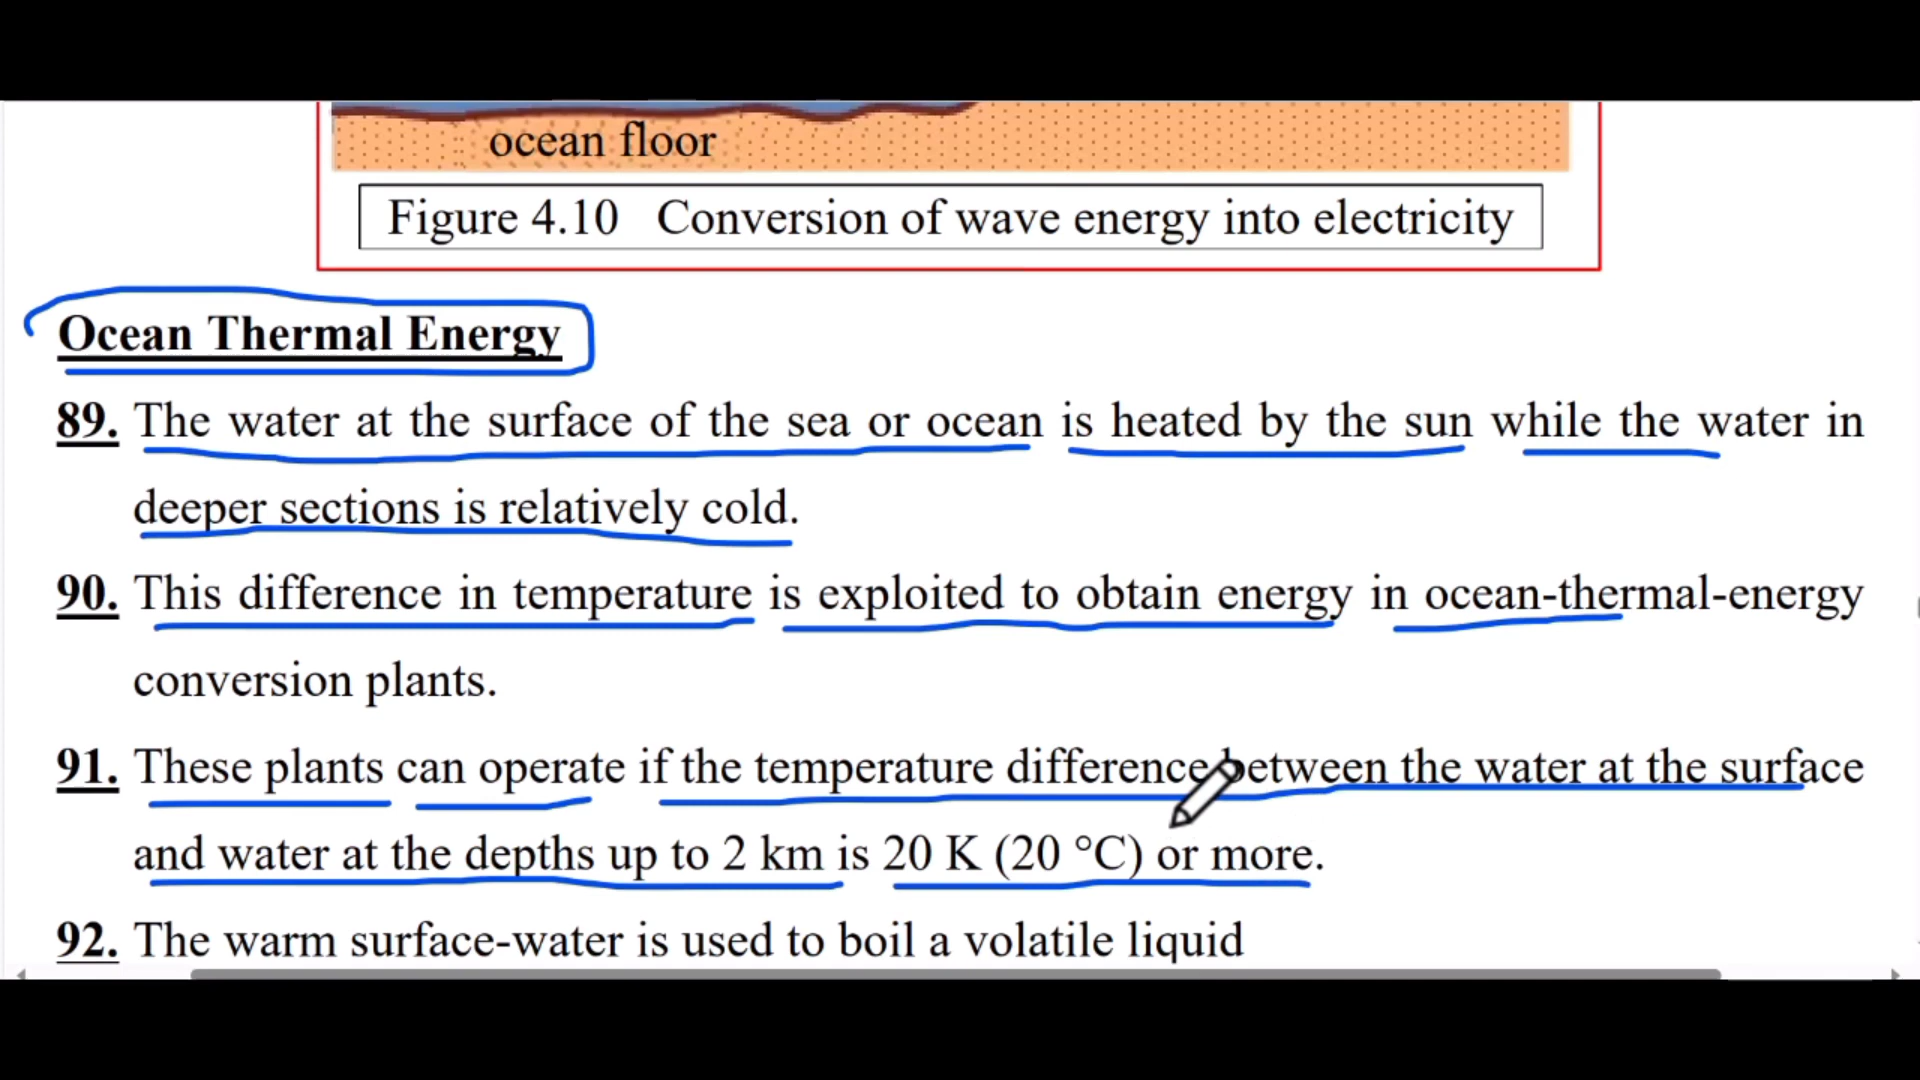 ocean floor
Figure 4.10 Conversion of wave energy into electricity
Ocean Thermal Energy
89. The water at the surface of the sea or ocean is heated by the sun while the water in
deeper sections is relatively cold.
90. This difference in temperature is exploited to obtain energy in ocean-thermal-energy
conversion plants.
91. These plants can operate if the temperature difference between the water at the surface
and water at the depths up to 2 km is 20 K (20 °C) or more.
92. The warm surface-water is used to boil a volatile liquid